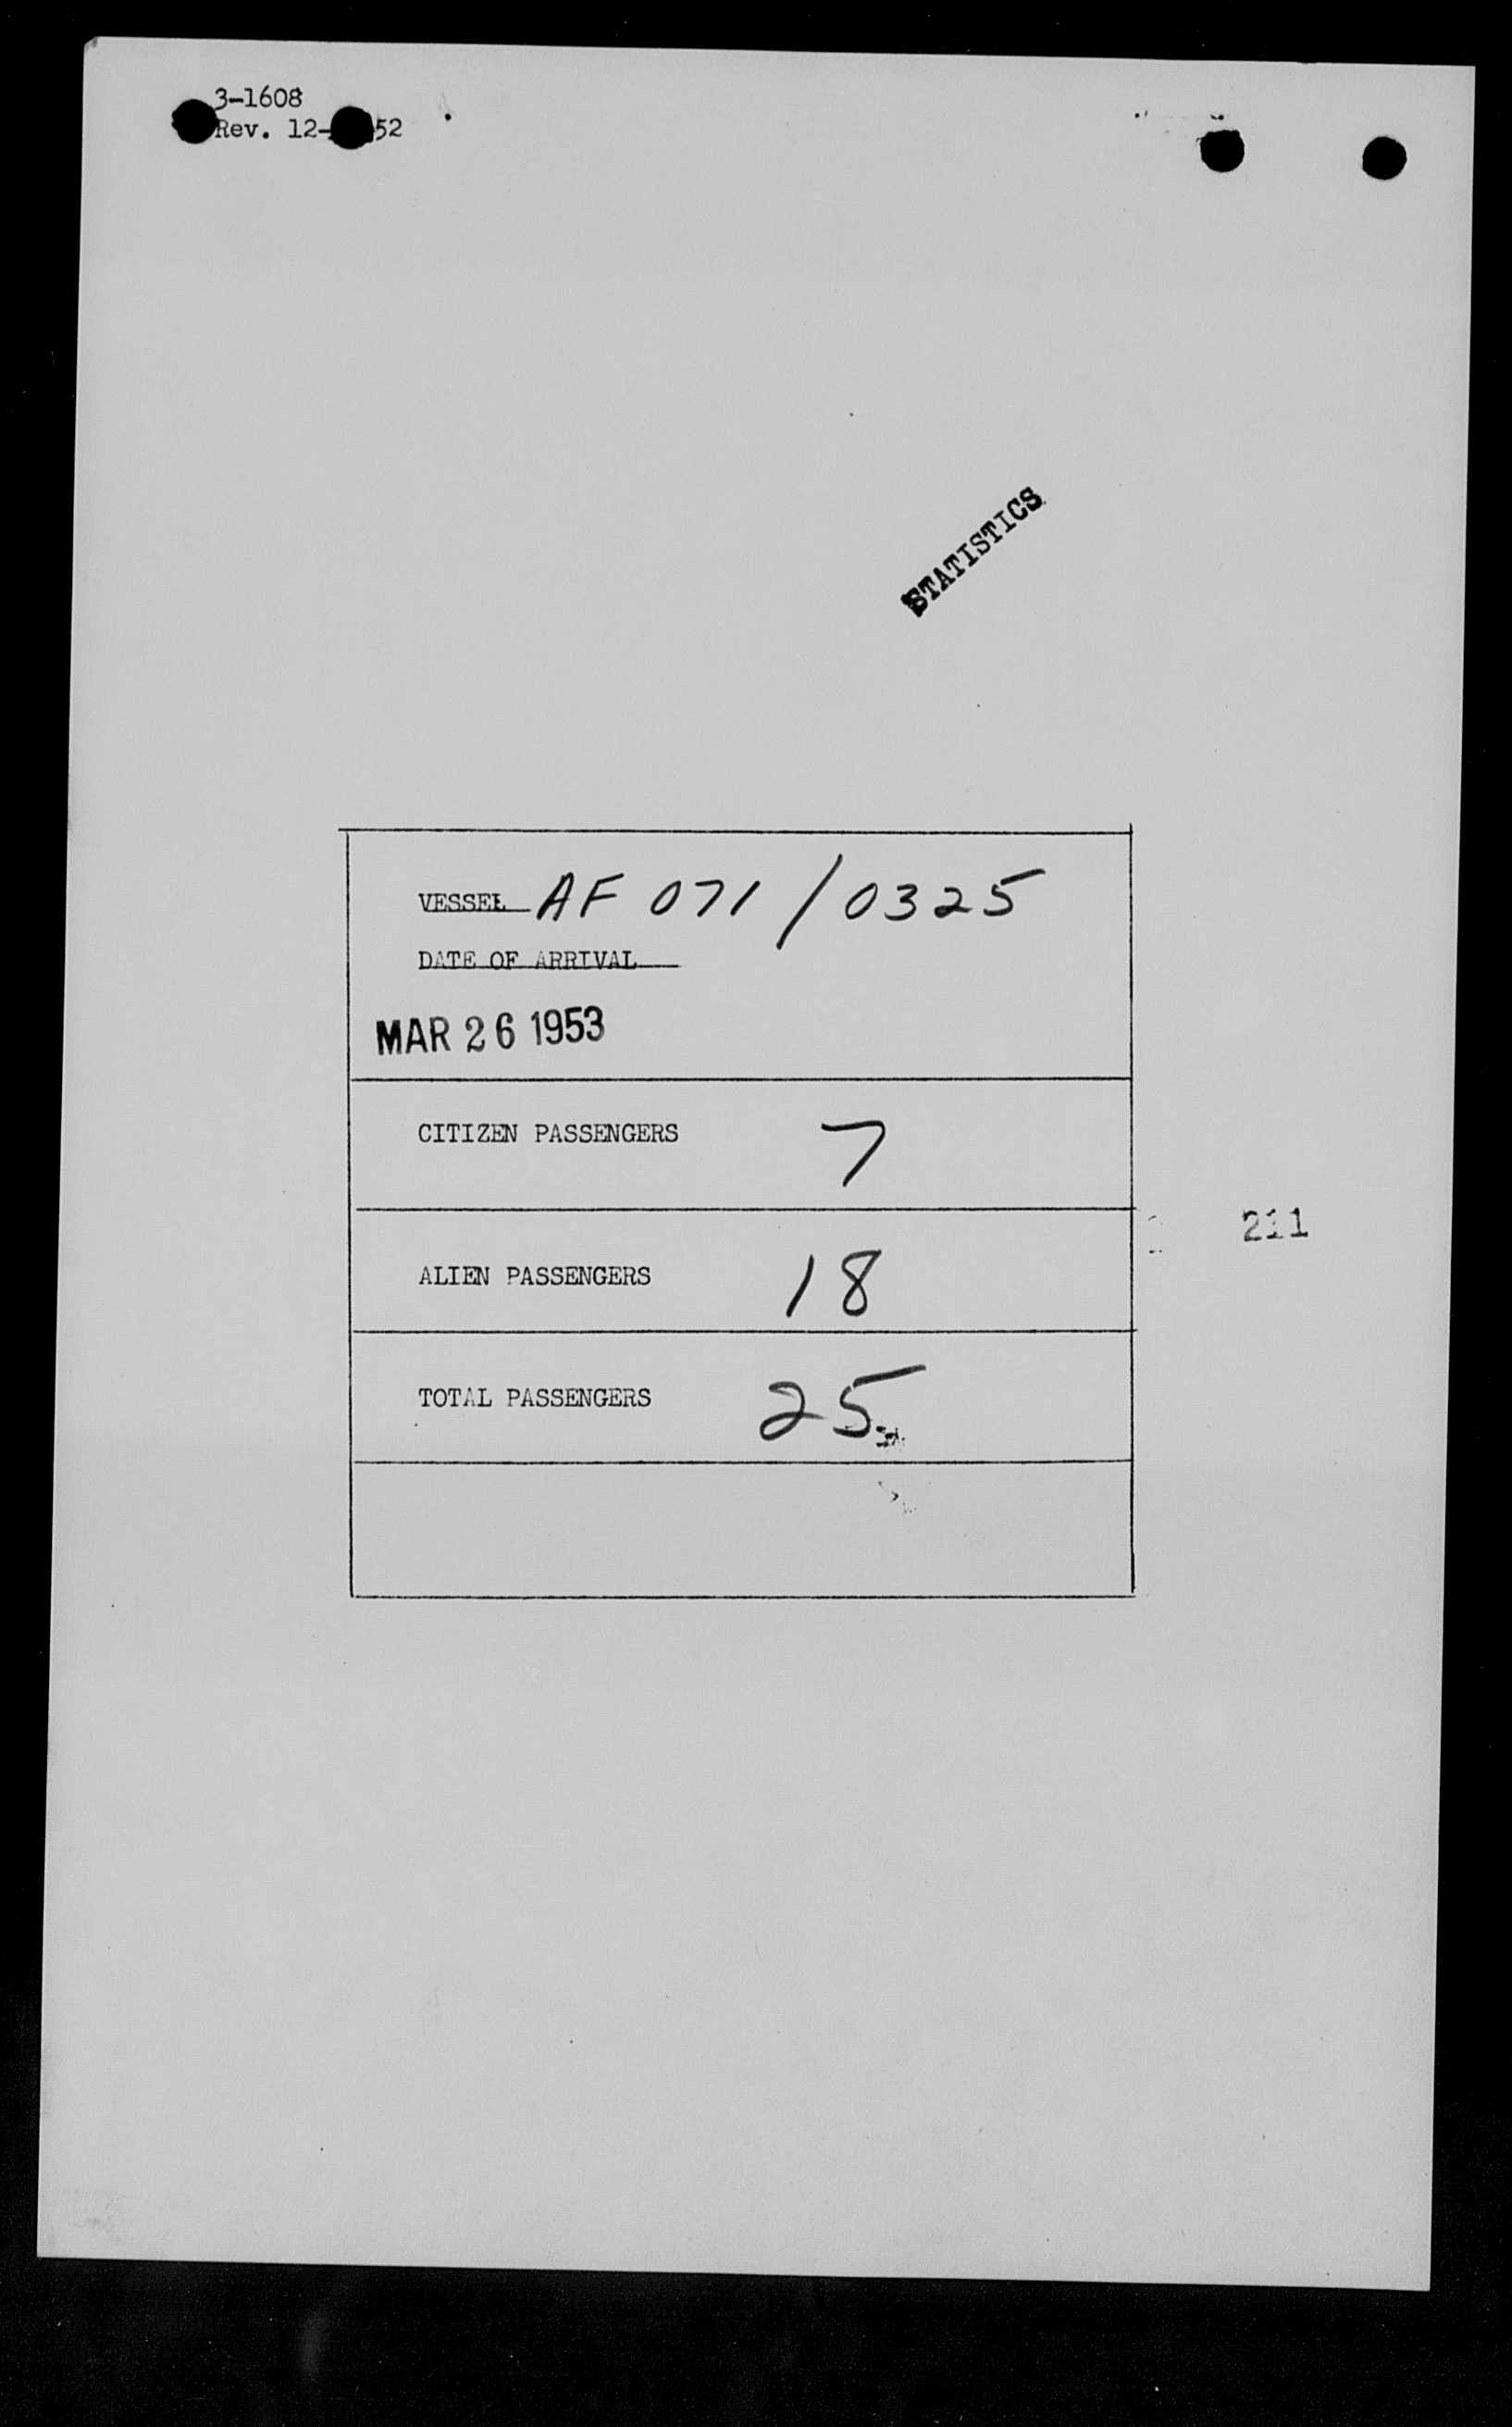 3-1608
Rev. 12- 52
STATISTICS
VESSEL AF 071 / 0325
DATE OF ARRIVAL
MAR 26 1953
CITIZEN PASSENGERS 7
211
ALIEN PASSENGERS 18
TOTAL PASSENGERS 25